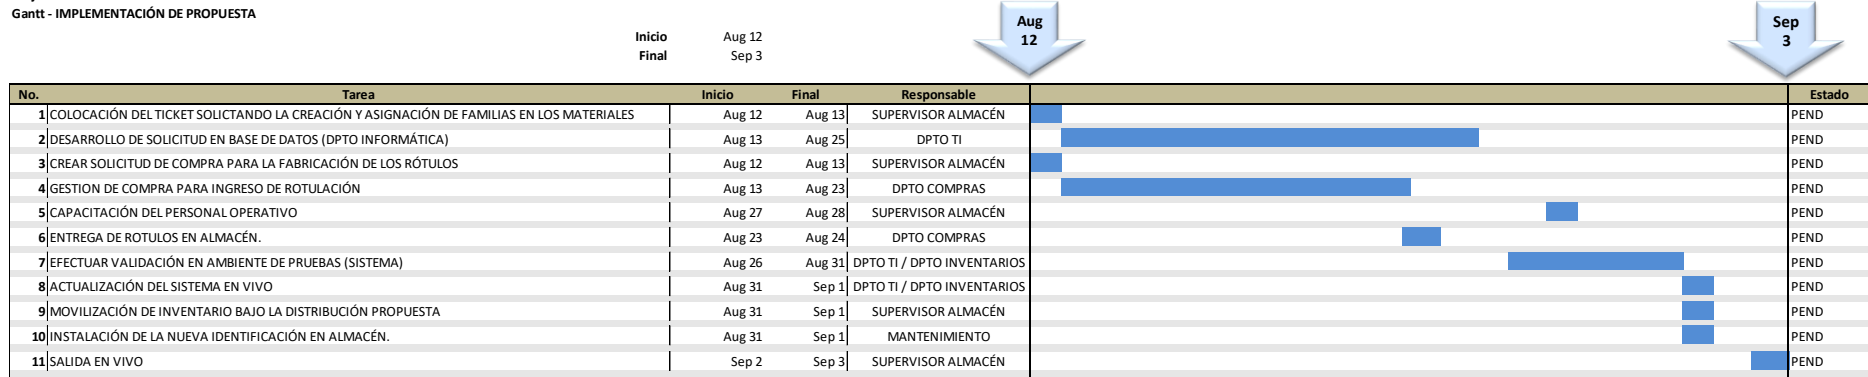 Gantt - IMPLEMENTACIÓN DE PROPUESTA
Aug
12
Sep
3
Inicio Aug 12
Final Sep 3
No. Tarea Inicio Final Responsable Estado
1 COLOCACIÓN DEL TICKET SOLICTANDO LA CREACIÓN Y ASIGNACIÓN DE FAMILIAS EN LOS MATERIALES Aug 12 Aug 13 SUPERVISOR ALMACÉN PEND
2 DESARROLLO DE SOLICITUD EN BASE DE DATOS (DPTO INFORMÁTICA) Aug 13 Aug 25 DPTO TI PEND
3 CREAR SOLICITUD DE COMPRA PARA LA FABRICACIÓN DE LOS RÓTULOS Aug 12 Aug 13 SUPERVISOR ALMACÉN PEND
4 GESTION DE COMPRA PARA INGRESO DE ROTULACIÓN Aug 13 Aug 23 DPTO COMPRAS PEND
5 CAPACITACIÓN DEL PERSONAL OPERATIVO Aug 27 Aug 28 SUPERVISOR ALMACÉN PEND
6 ENTREGA DE ROTULOS EN ALMACÉN. Aug 23 Aug 24 DPTO COMPRAS PEND
7 EFECTUAR VALIDACIÓN EN AMBIENTE DE PRUEBAS (SISTEMA) Aug 26 Aug 31 DPTO TI / DPTO INVENTARIOS PEND
8 ACTUALIZACIÓN DEL SISTEMA EN VIVO Aug 31 Sep 1 DPTO TI / DPTO INVENTARIOS PEND
9 MOVILIZACIÓN DE INVENTARIO BAJO LA DISTRIBUCIÓN PROPUESTA Aug 31 Sep 1 SUPERVISOR ALMACÉN PEND
10 INSTALACIÓN DE LA NUEVA IDENTIFICACIÓN EN ALMACÉN. Aug 31 Sep 1 MANTENIMIENTO PEND
11 SALIDA EN VIVO Sep 2 Sep 3 SUPERVISOR ALMACÉN PEND